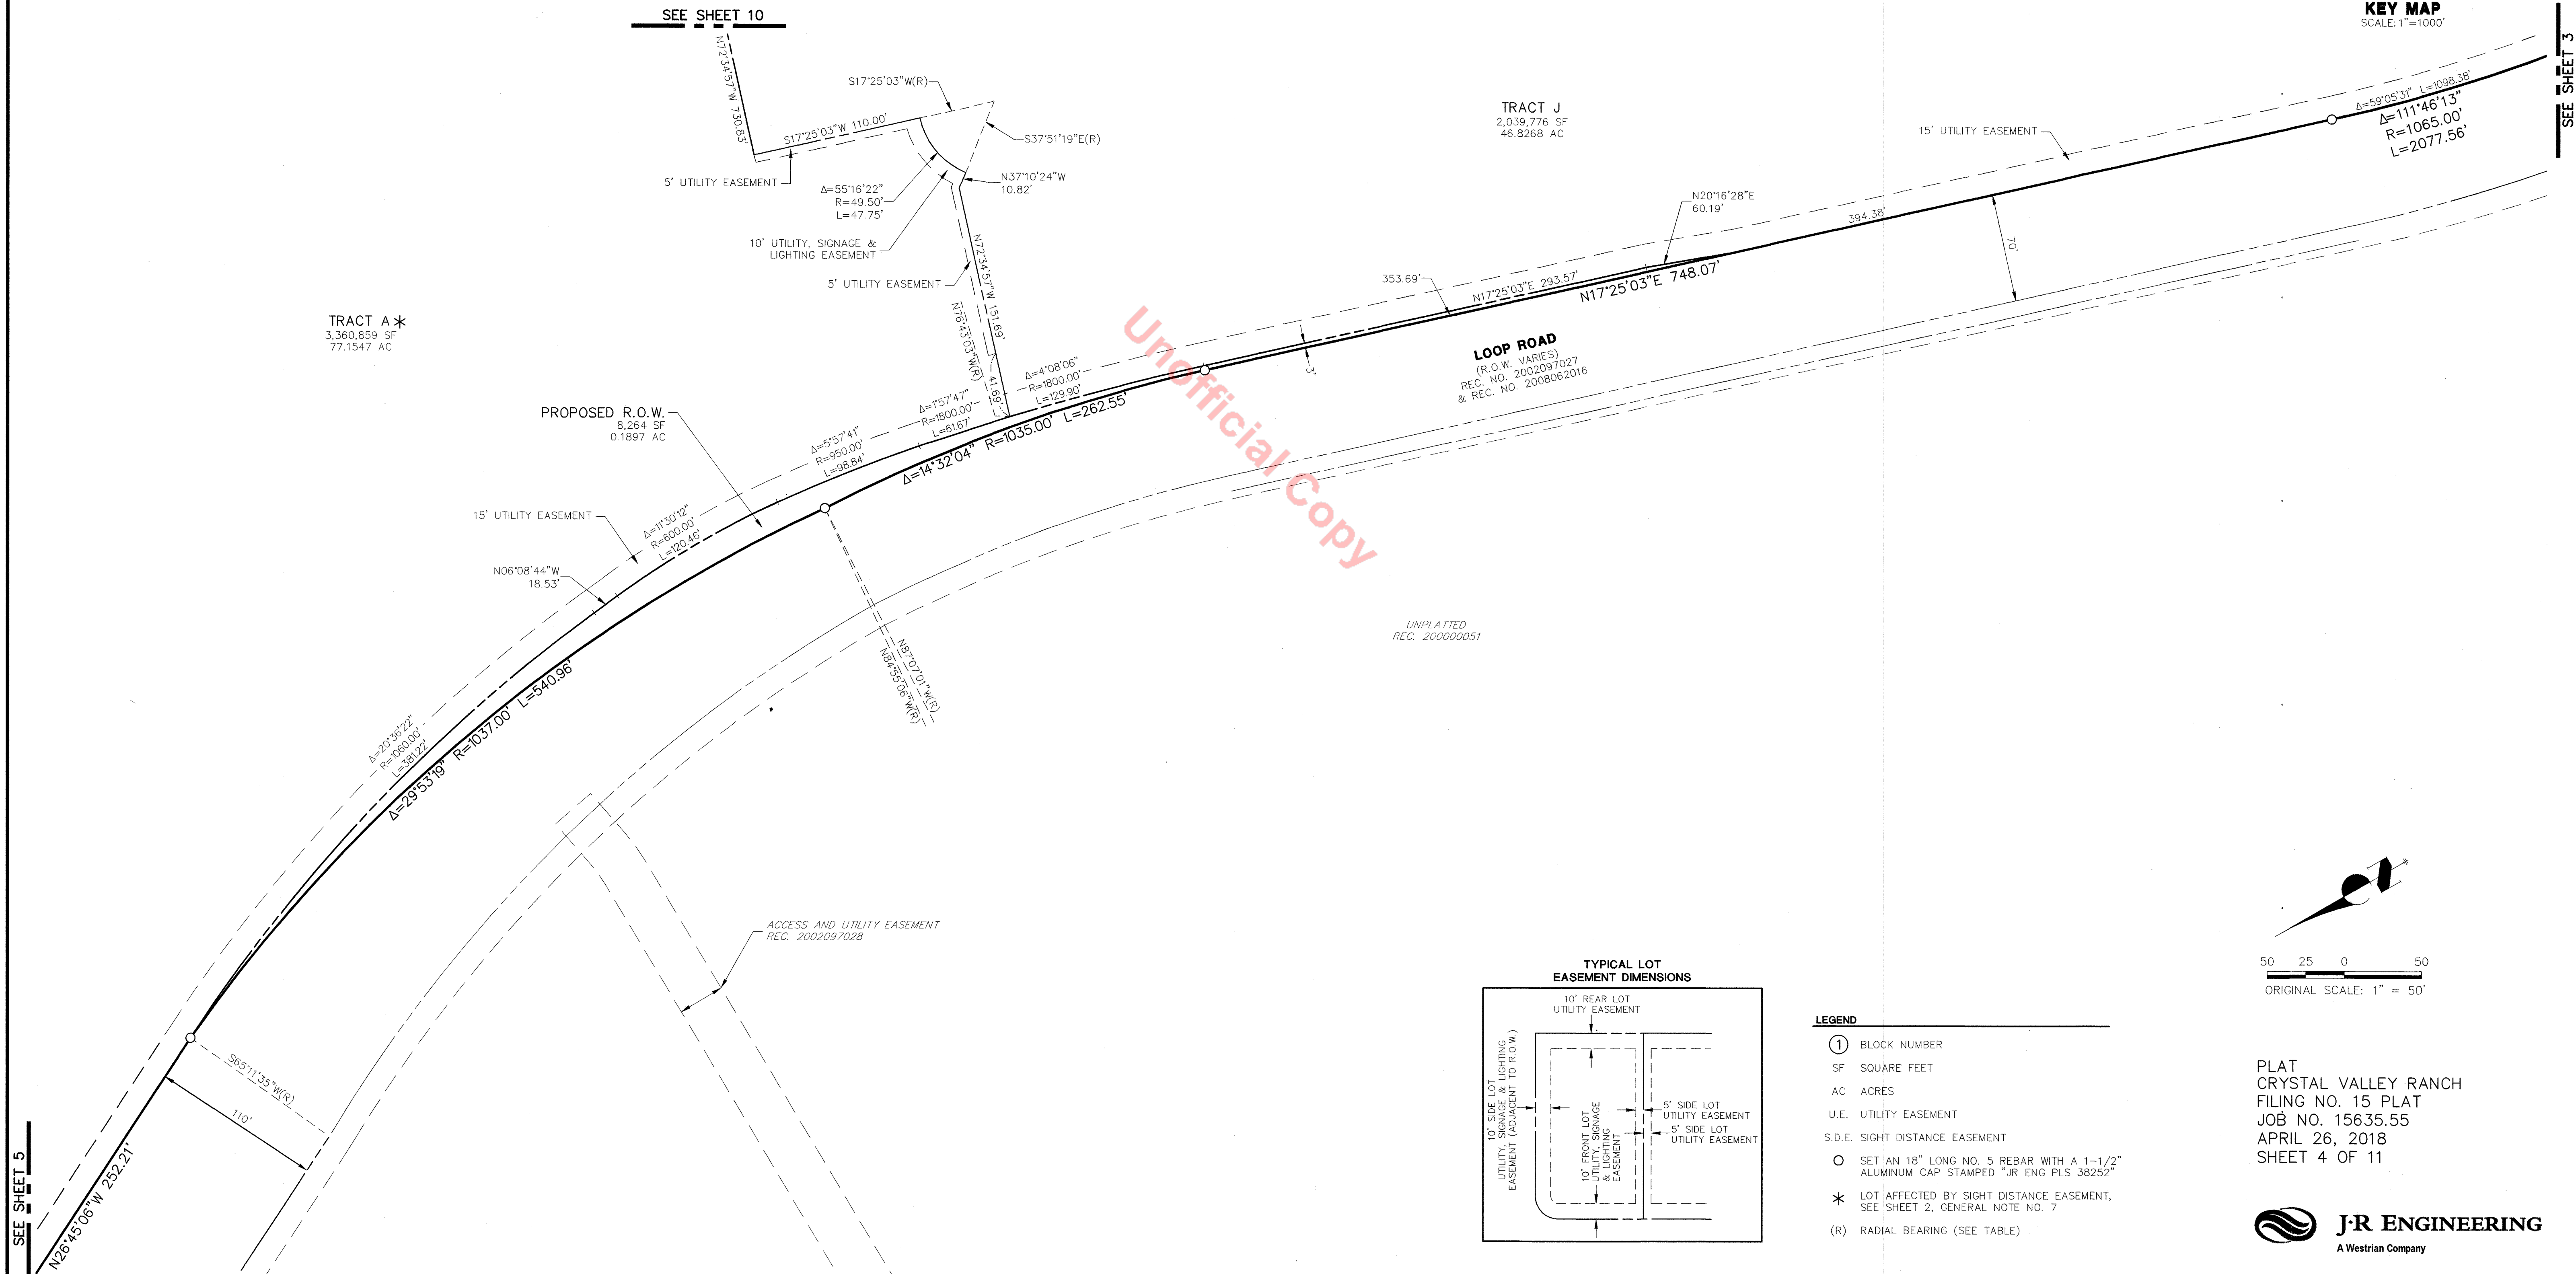 SEE SHEET 10
KEY MAP
SCALE: 1"=1000'
SEE SHEET 3
N72°34'57"W 730.83'
S17°25'03"W(R)
S17°25'03"W 110.00'
S37°51'19"E(R)
5' UTILITY EASEMENT
Δ=55°16'22"
R=49.50'
L=47.75'
N37°10'24"W
10.82'
10' UTILITY, SIGNAGE &
LIGHTING EASEMENT
5' UTILITY EASEMENT
N72°34'57"W 151.69'
N76°43'03"W(R)
41.69'
TRACT J
2,039,776 SF
46.8268 AC
15' UTILITY EASEMENT
Δ=59°05'31" L=1098.38'
Δ=111°46'13"
R=1065.00'
L=2077.56'
N20°16'28"E
60.19'
394.38'
70'
353.69'
N17°25'03"E 293.57'
N17°25'03"E 748.07'
3'
LOOP ROAD
(R.O.W. VARIES)
REC. NO. 2002097027
& REC. NO. 2008062016
TRACT A*
3,360,859 SF
77.1547 AC
PROPOSED R.O.W.
8,264 SF
0.1897 AC
Δ=4°08'06"
R=1800.00'
L=129.90'
Δ=1°57'47"
R=1800.00'
L=61.67'
Δ=5°57'41"
R=950.00'
L=98.84'
Δ=14°32'04" R=1035.00' L=262.55'
Unofficial Copy
15' UTILITY EASEMENT
Δ=11°30'12"
R=600.00'
L=120.46'
N06°08'44"W
18.53'
N87°07'01"W(R)
N84°55'06"W(R)
UNPLATTED
REC. 200000051
Δ=20°36'22"
R=1060.00'
L=381.22'
Δ=29°53'19" R=1037.00' L=540.96'
ACCESS AND UTILITY EASEMENT
REC. 2002097028
S65°11'35"W(R)
110'
N26°45'06"W 252.21'
SEE SHEET 5
TYPICAL LOT
EASEMENT DIMENSIONS
10' REAR LOT
UTILITY EASEMENT
10' SIDE LOT
UTILITY, SIGNAGE & LIGHTING
EASEMENT (ADJACENT TO R.O.W.)
10' FRONT LOT
UTILITY, SIGNAGE
& LIGHTING
EASEMENT
5' SIDE LOT
UTILITY EASEMENT
5' SIDE LOT
UTILITY EASEMENT
LEGEND
1 BLOCK NUMBER
SF SQUARE FEET
AC ACRES
U.E. UTILITY EASEMENT
S.D.E. SIGHT DISTANCE EASEMENT
SET AN 18" LONG NO. 5 REBAR WITH A 1-1/2"
ALUMINUM CAP STAMPED "JR ENG PLS 38252"
* LOT AFFECTED BY SIGHT DISTANCE EASEMENT,
SEE SHEET 2, GENERAL NOTE NO. 7
(R) RADIAL BEARING (SEE TABLE)
50 25 0 50
ORIGINAL SCALE: 1" = 50'
PLAT
CRYSTAL VALLEY RANCH
FILING NO. 15 PLAT
JOB NO. 15635.55
APRIL 26, 2018
SHEET 4 OF 11
J·R ENGINEERING
A Westrian Company